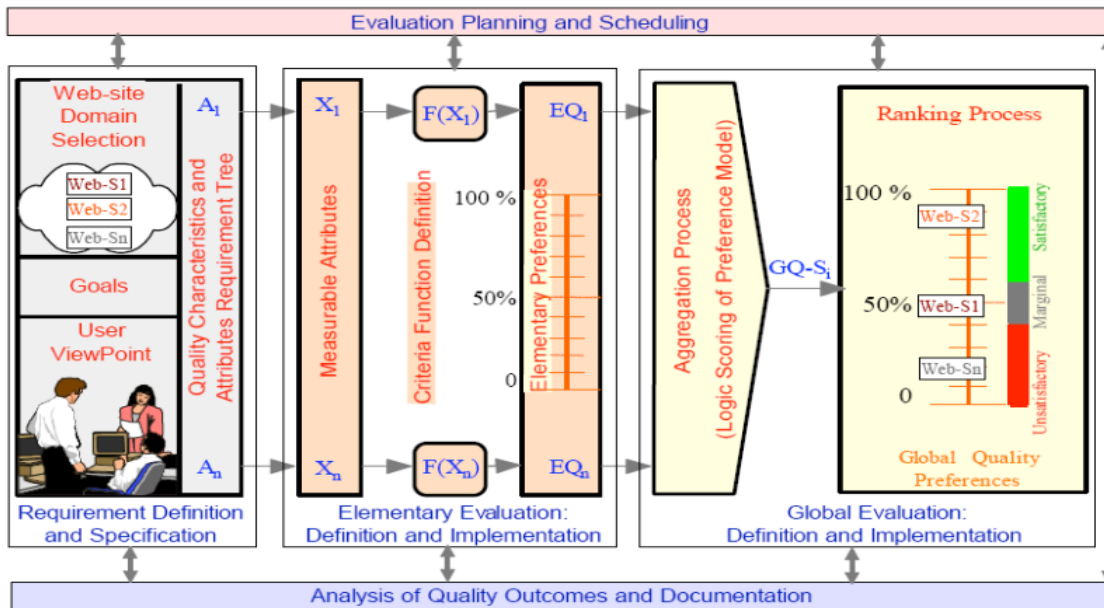 Evaluation Planning and Scheduling
Web-site
Domain
Selection
Web-S1
Web-S2
Web-Sn
Goals
User
ViewPoint
Quality Characteristics and
Attributes Requirement Tree
A1
An
Requirement Definition
and Specification
X1
Measurable Attributes
Xn
F(X1)
Criteria Function Definition
F(Xn)
EQ1
100 %
50%
0
Elementary Preferences
EQn
Elementary Evaluation:
Definition and Implementation
Aggregation Process
(Logic Scoring of Preference Model)
GQ-Si
Ranking Process
100 %
Web-S2
50%
Web-S1
Web-Sn
0
Satisfactory
Marginal
Unsatisfactory
Global Quality
Preferences
Global Evaluation:
Definition and Implementation
Analysis of Quality Outcomes and Documentation